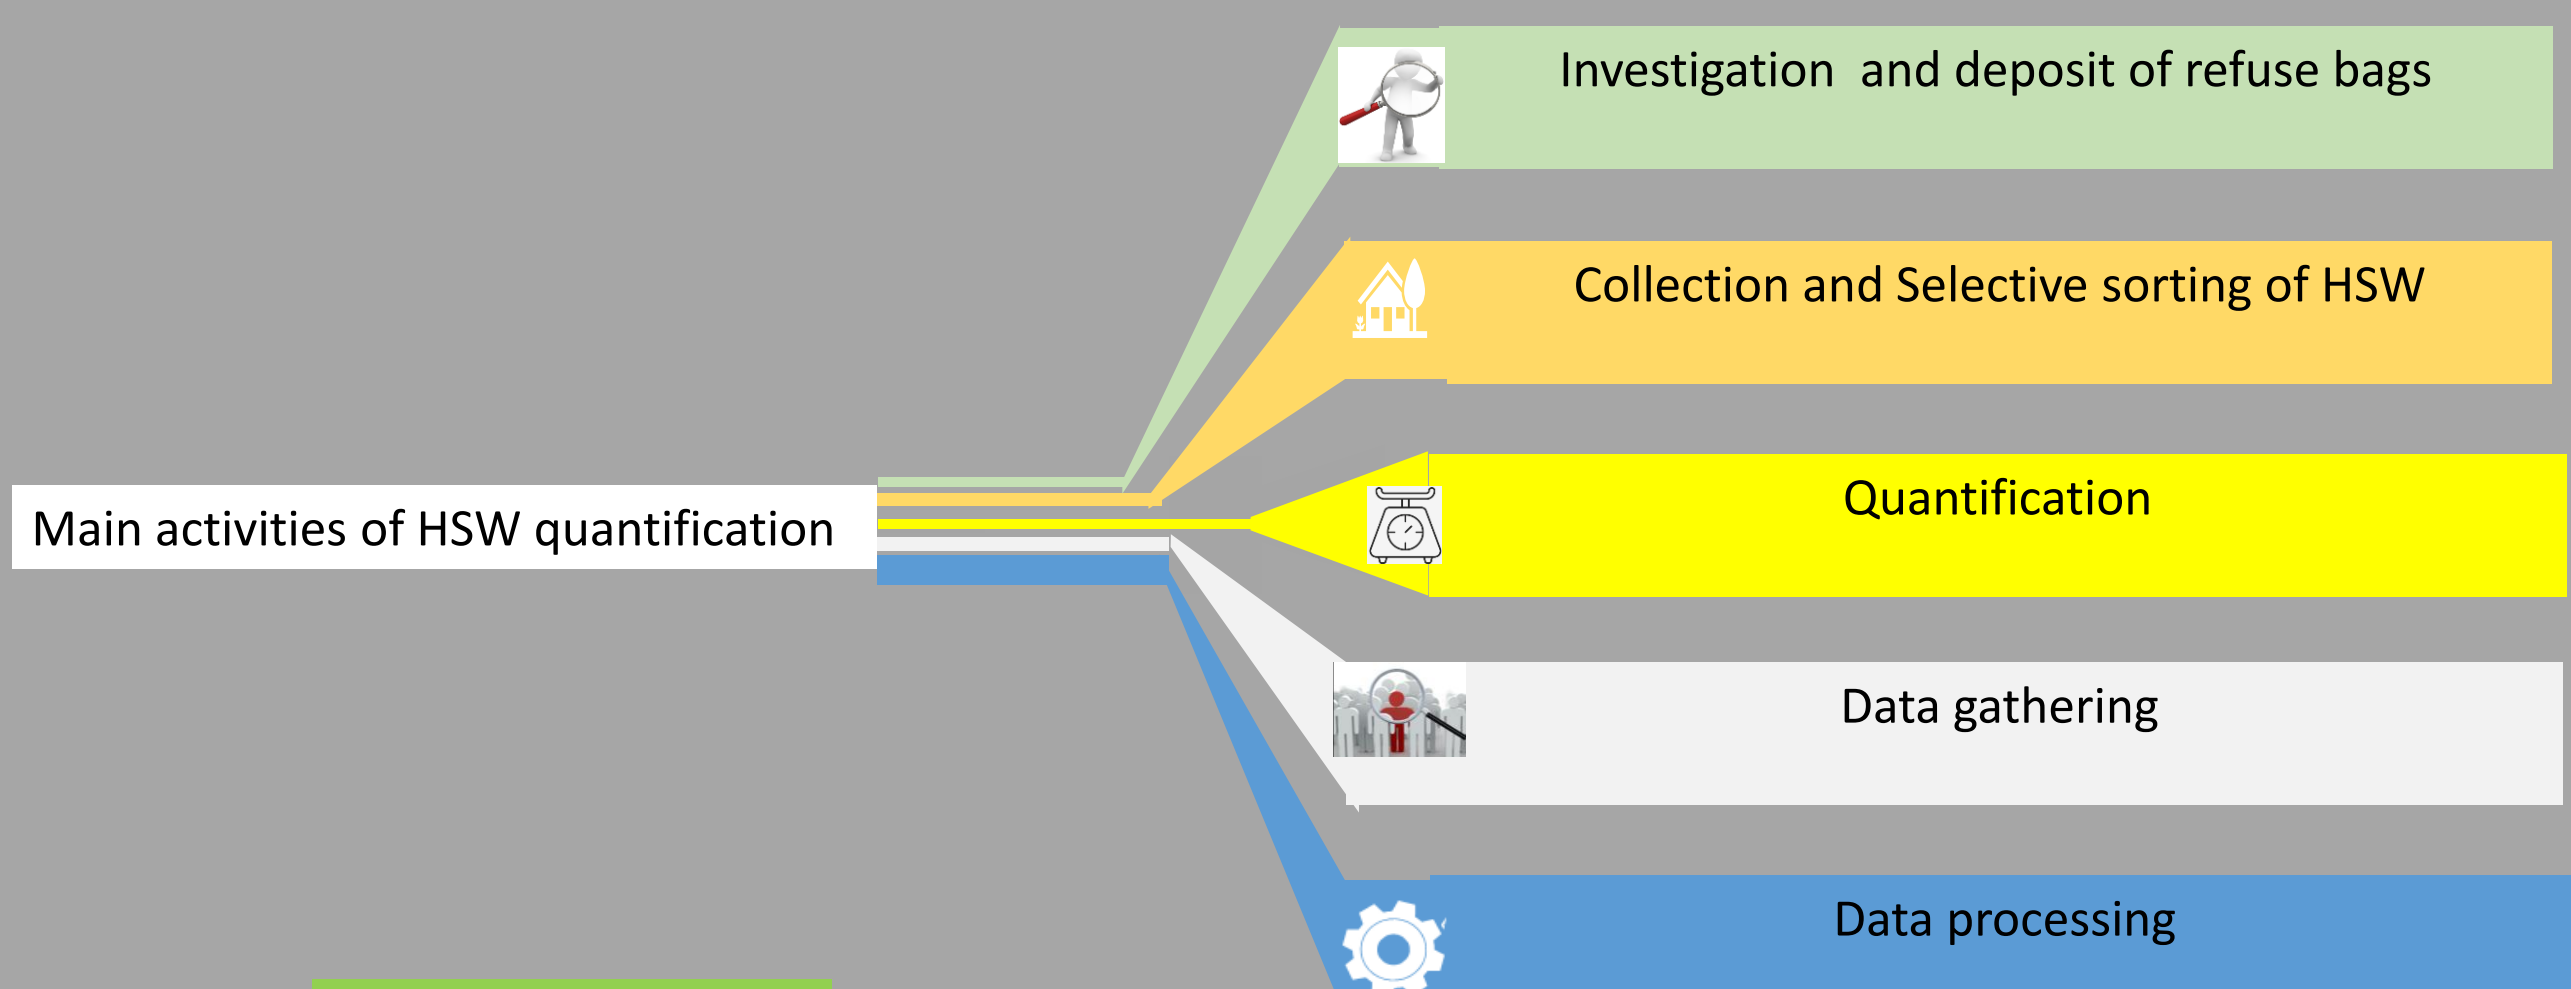 Investigation and deposit of refuse bags
Collection and Selective sorting of HSW
Quantification
Main activities of HSW quantification
Data gathering
Data processing